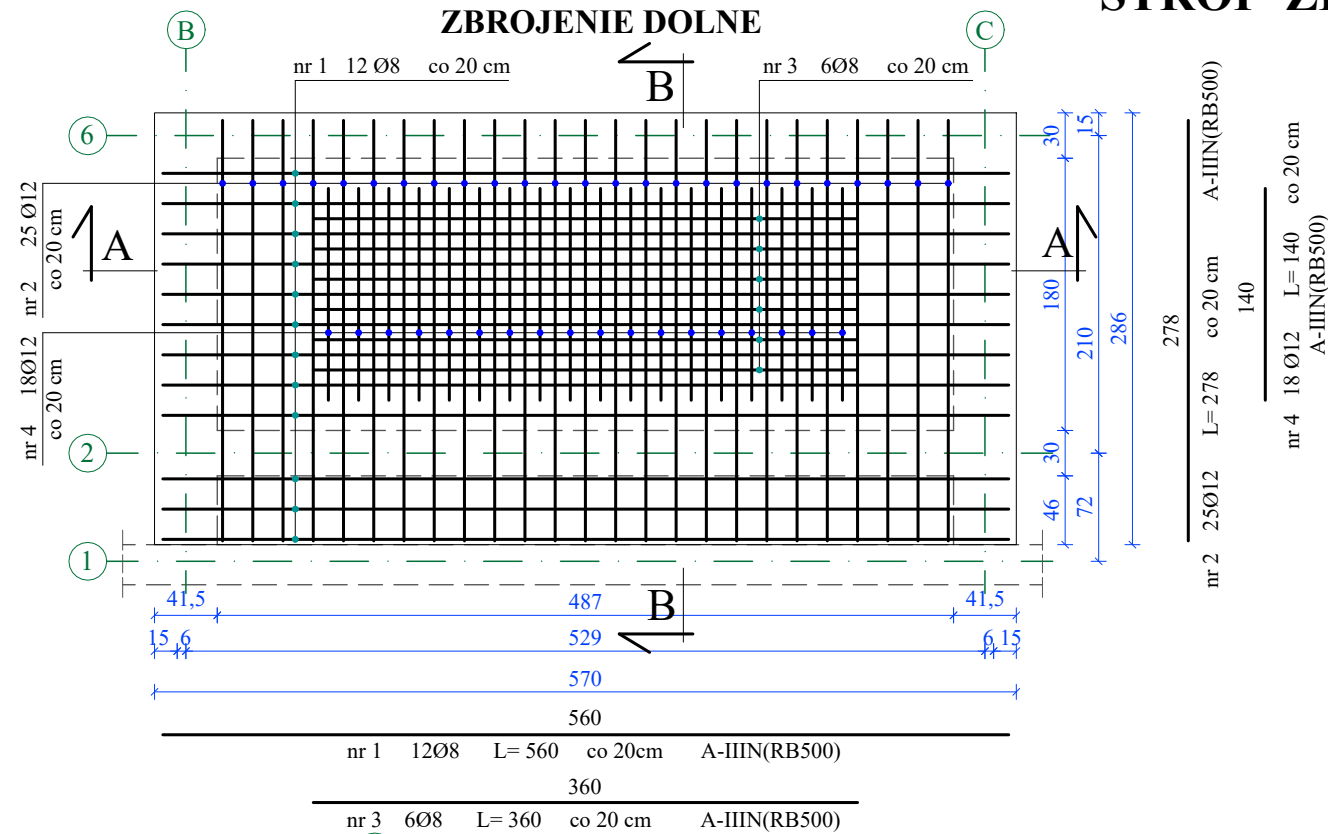 STROP
ZBROJENIE DOLNE
B
C
nr 1 12 Ø8 co 20 cm
nr 3 6Ø8 co 20 cm
B
6
30
15
nr 2 25 Ø12
co 20 cm
A
A
180
210
286
nr 4 18Ø12
co 20 cm
2
30
46
72
1
B
41,5
487
41,5
15
6
529
6
15
570
560
nr 1 12Ø8 L= 560 co 20cm A-IIIN(RB500)
360
nr 3 6Ø8 L= 360 co 20 cm A-IIIN(RB500)
278
nr 2 25Ø12 L= 278 co 20 cm A-IIIN(RB500)
140
nr 4 18 Ø12 L= 140 co 20 cm
A-IIIN(RB500)